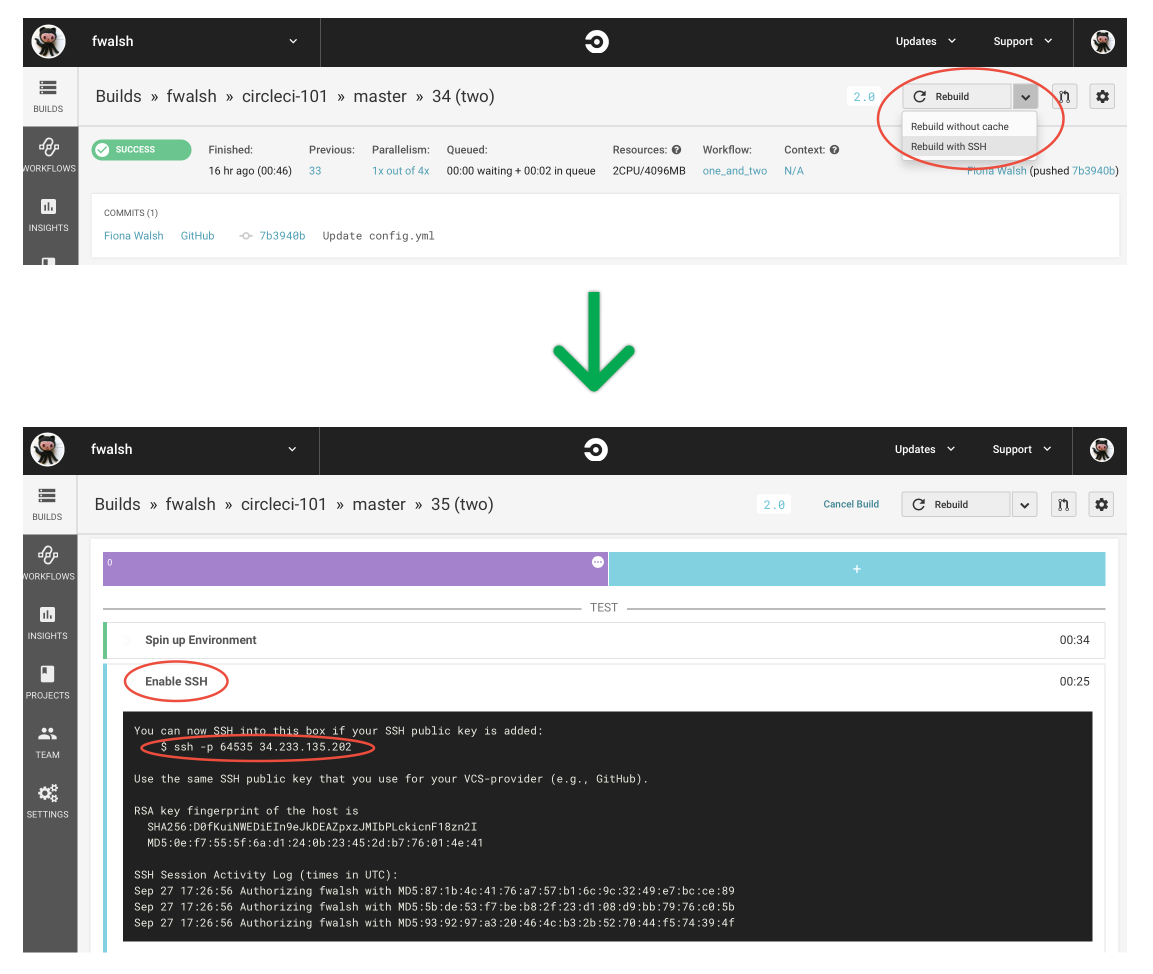 fwalsh
Updates Support
BUILDS
Builds » fwalsh » circleci-101 » master » 34 (two)
2.0
Rebuild
Rebuild without cache
Rebuild with SSH
WORKFLOWS
SUCCESS
Finished: Previous: Parallelism: Queued: Resources: Workflow: Context:
16 hr ago (00:46) 33 1x out of 4x 00:00 waiting + 00:02 in queue 2CPU/4096MB one_and_two N/A Fiona Walsh (pushed 7b3940b)
INSIGHTS
COMMITS (1)
Fiona Walsh GitHub 7b3940b Update config.yml
fwalsh
Updates Support
BUILDS
Builds » fwalsh » circleci-101 » master » 35 (two)
2.0 Cancel Build Rebuild
WORKFLOWS
INSIGHTS
PROJECTS
TEAM
SETTINGS
0 +
TEST
Spin up Environment 00:34
Enable SSH 00:25
You can now SSH into this box if your SSH public key is added:
$ ssh -p 64535 34.233.135.202
Use the same SSH public key that you use for your VCS-provider (e.g., GitHub).
RSA key fingerprint of the host is
SHA256:D0fKuiNWEDiEIn9eJkDEAZpxzJMIbPLckicnF18zn2I
MD5:0e:f7:55:5f:6a:d1:24:0b:23:45:2d:b7:76:01:4e:41
SSH Session Activity Log (times in UTC):
Sep 27 17:26:56 Authorizing fwalsh with MD5:87:1b:4c:41:76:a7:57:b1:6c:9c:32:49:e7:bc:ce:89
Sep 27 17:26:56 Authorizing fwalsh with MD5:5b:de:53:f7:be:b8:2f:23:d1:08:d9:bb:79:76:c0:5b
Sep 27 17:26:56 Authorizing fwalsh with MD5:93:92:97:a3:20:46:4c:b3:2b:52:70:44:f5:74:39:4f